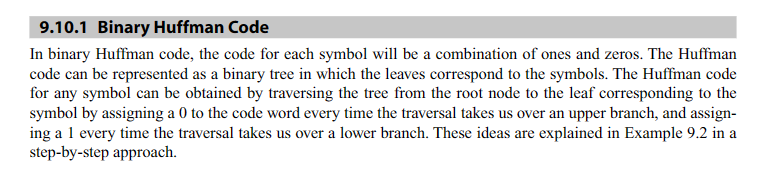 9.10.1 Binary Huffman Code
In binary Huffman code, the code for each symbol will be a combination of ones and zeros. The Huffman
code can be represented as a binary tree in which the leaves correspond to the symbols. The Huffman code
for any symbol can be obtained by traversing the tree from the root node to the leaf corresponding to the
symbol by assigning a 0 to the code word every time the traversal takes us over an upper branch, and assign-
ing a 1 every time the traversal takes us over a lower branch. These ideas are explained in Example 9.2 in a
step-by-step approach.